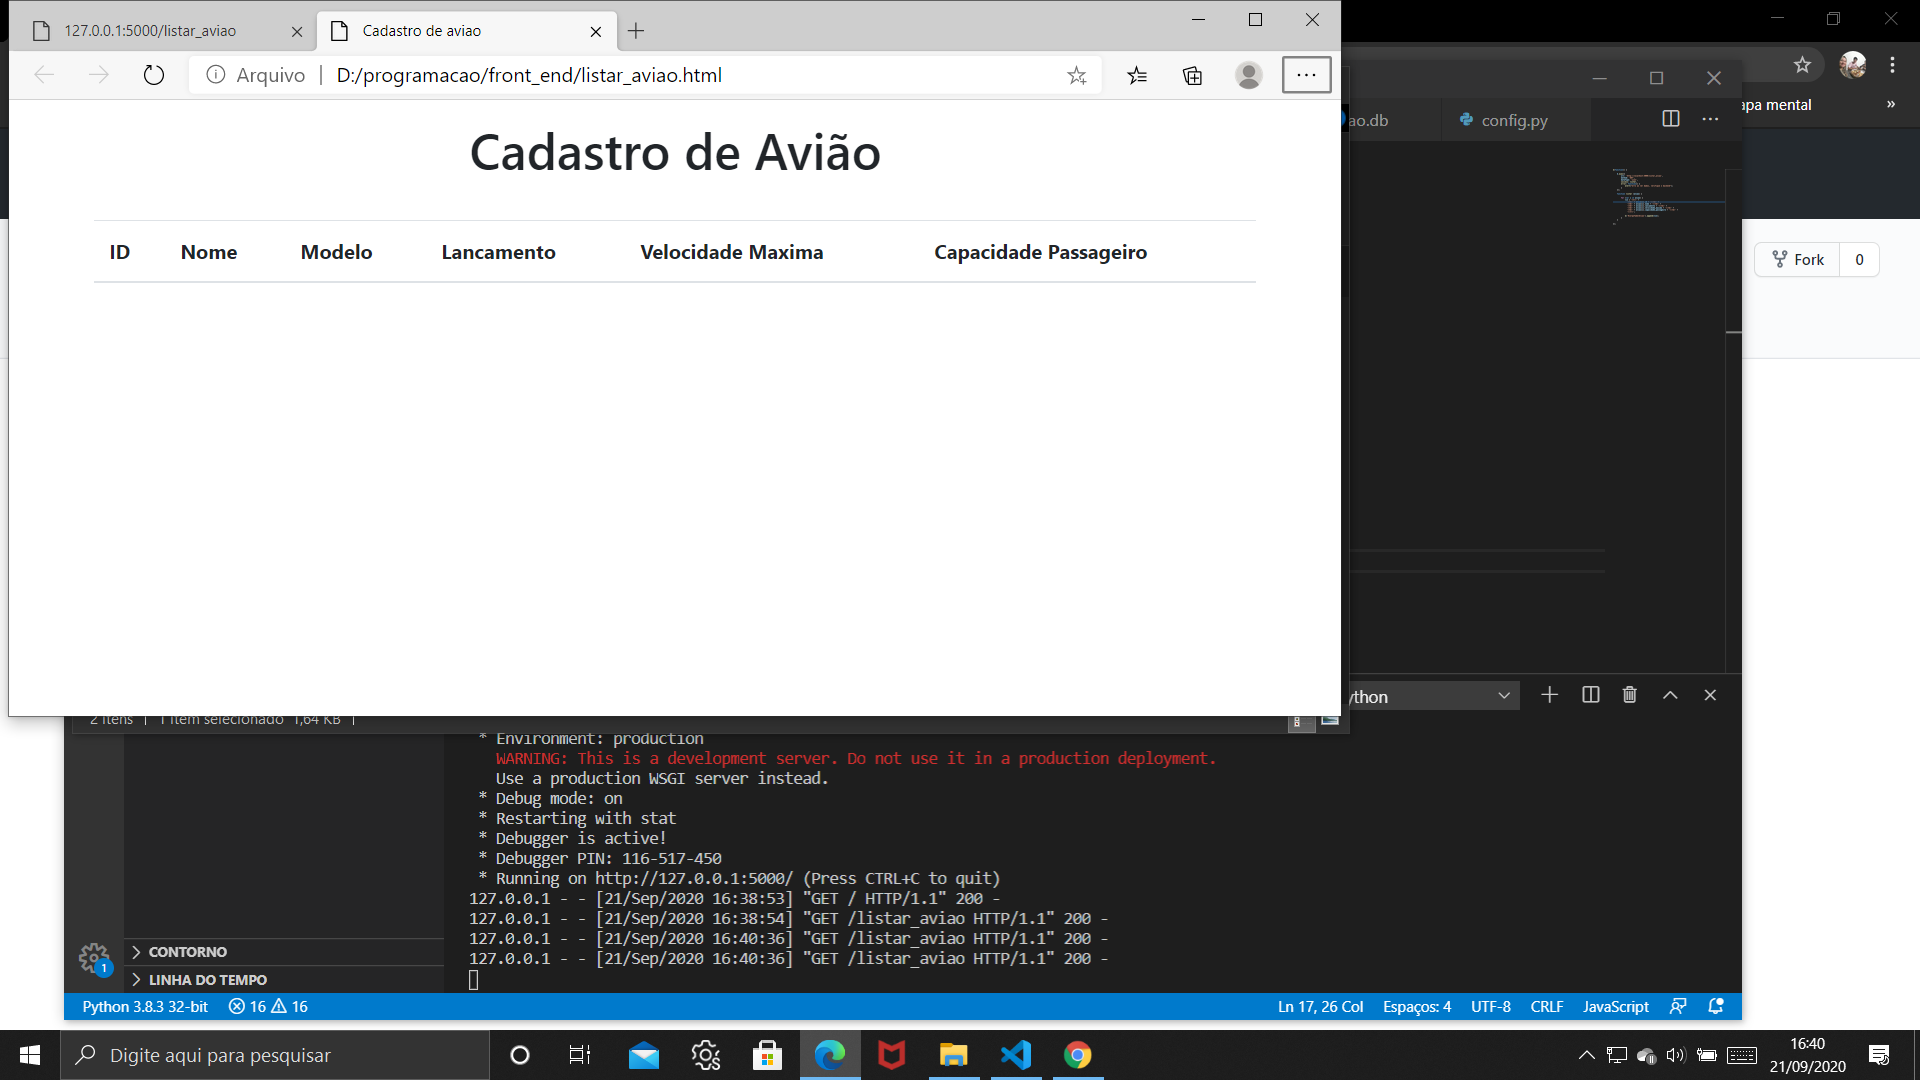 127.0.0.1:5000/listar_aviao
Cadastro de aviao
Arquivo | D:/programacao/front_end/listar_aviao.html
Cadastro de Avião
ID Nome Modelo Lancamento Velocidade Maxima Capacidade Passageiro
apa mental
»
ao.db
config.py
Fork 0
ython
2 itens | 1 item selecionado 1,64 KB |
* Environment: production
WARNING: This is a development server. Do not use it in a production deployment.
Use a production WSGI server instead.
* Debug mode: on
* Restarting with stat
* Debugger is active!
* Debugger PIN: 116-517-450
* Running on http://127.0.0.1:5000/ (Press CTRL+C to quit)
127.0.0.1 - - [21/Sep/2020 16:38:53] "GET / HTTP/1.1" 200 -
127.0.0.1 - - [21/Sep/2020 16:38:54] "GET /listar_aviao HTTP/1.1" 200 -
127.0.0.1 - - [21/Sep/2020 16:40:36] "GET /listar_aviao HTTP/1.1" 200 -
127.0.0.1 - - [21/Sep/2020 16:40:36] "GET /listar_aviao HTTP/1.1" 200 -
CONTORNO
LINHA DO TEMPO
1
Python 3.8.3 32-bit 16 16
Ln 17, 26 Col Espaços: 4 UTF-8 CRLF JavaScript
Digite aqui para pesquisar
16:40
21/09/2020